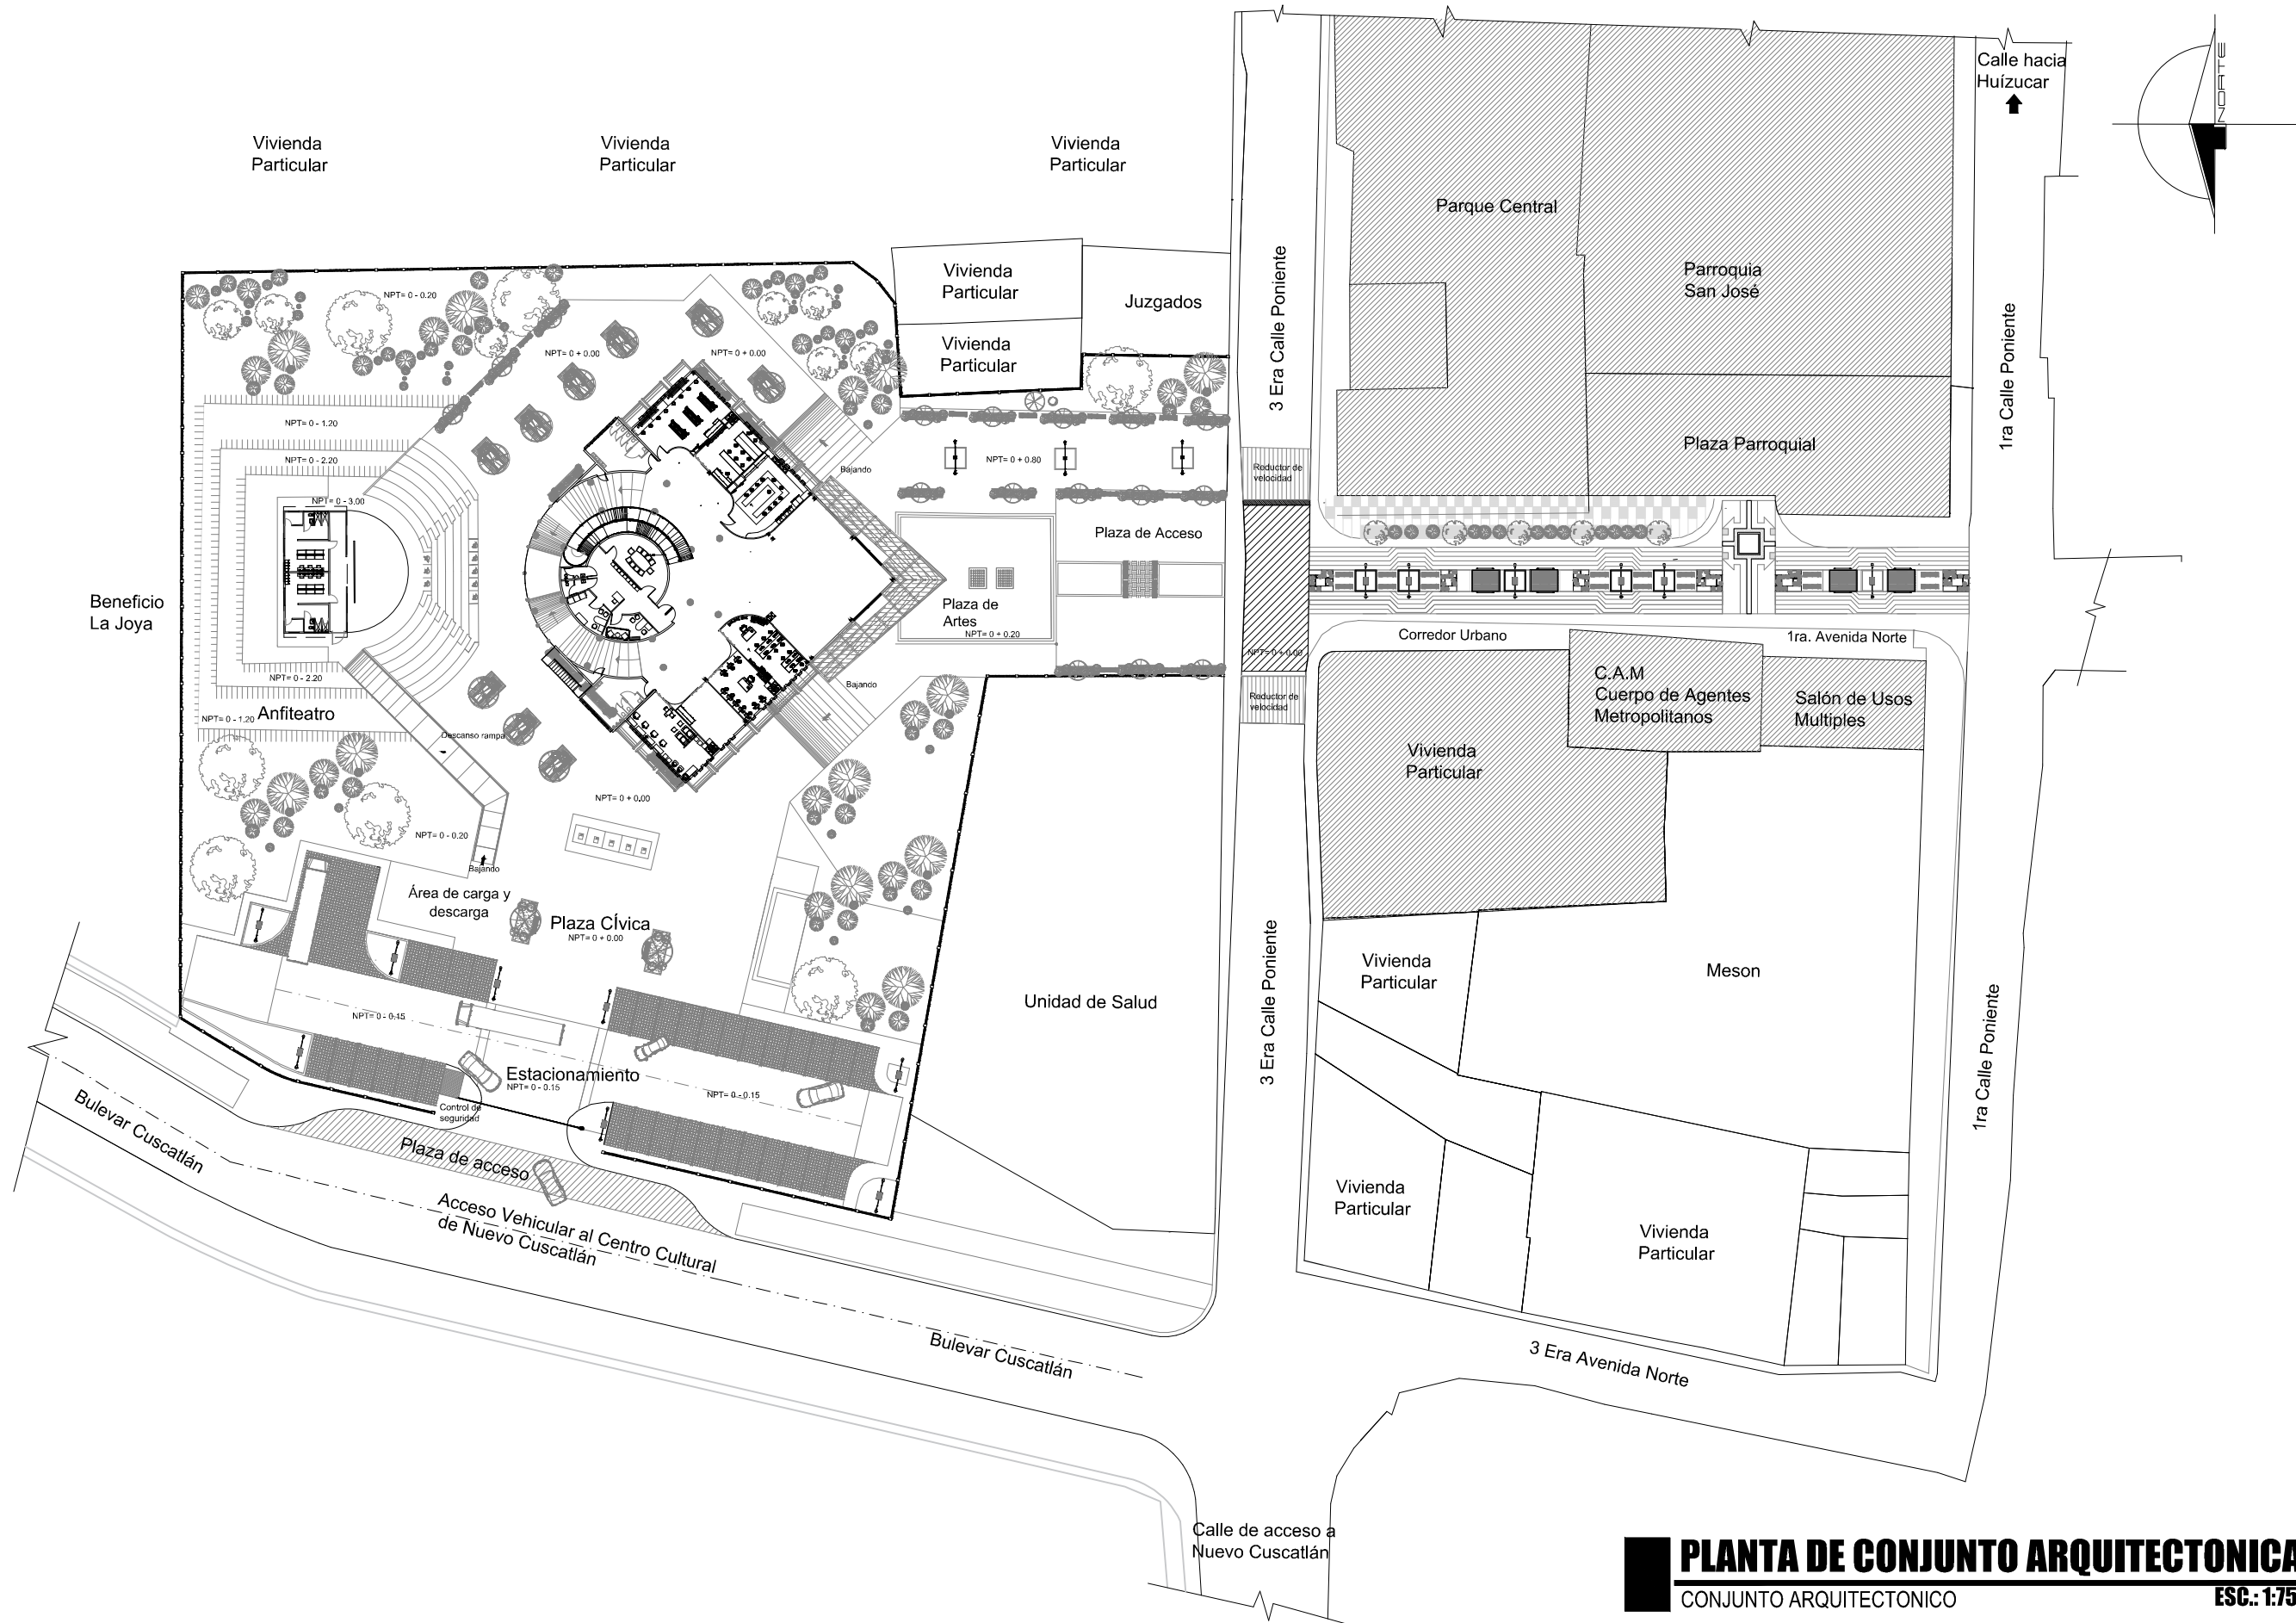 Calle hacia
Huízucar
NORTE
Vivienda
Particular
Vivienda
Particular
Vivienda
Particular
Parque Central
Parroquia
San José
Vivienda
Particular
Juzgados
Vivienda
Particular
3 Era Calle Poniente
1ra Calle Poniente
NPT= 0 - 0.20
NPT= 0 + 0.00
NPT= 0 + 0.00
NPT= 0 - 1.20
NPT= 0 - 2.20
NPT= 0 - 3.00
Bajando
NPT= 0 + 0.80
Reductor de
velocidad
Plaza Parroquial
Plaza de Acceso
Beneficio
La Joya
Plaza de
Artes
NPT= 0 + 0.20
NPT= 0 + 0.00
Corredor Urbano
1ra. Avenida Norte
NPT= 0 - 2.20
NPT= 0 - 1.20
Anfiteatro
Descanso rampa
Bajando
Reductor de
velocidad
C.A.M
Cuerpo de Agentes
Metropolitanos
Salón de Usos
Multiples
Vivienda
Particular
NPT= 0 + 0.00
NPT= 0 - 0.20
Bajando
Área de carga y
descarga
Plaza CÍvica
NPT= 0 + 0.00
3 Era Calle Poniente
Vivienda
Particular
Meson
Unidad de Salud
1ra Calle Poniente
NPT= 0 - 0.15
Estacionamiento
NPT= 0 - 0.15
NPT= 0 - 0.15
Control de
seguridad
Bulevar Cuscatlán
Plaza de acceso
Acceso Vehicular al Centro Cultural
de Nuevo Cuscatlán
Vivienda
Particular
Vivienda
Particular
Bulevar Cuscatlán
3 Era Avenida Norte
Calle de acceso a
Nuevo Cuscatlán
PLANTA DE CONJUNTO ARQUITECTONICA
CONJUNTO ARQUITECTONICO
ESC.: 1:75